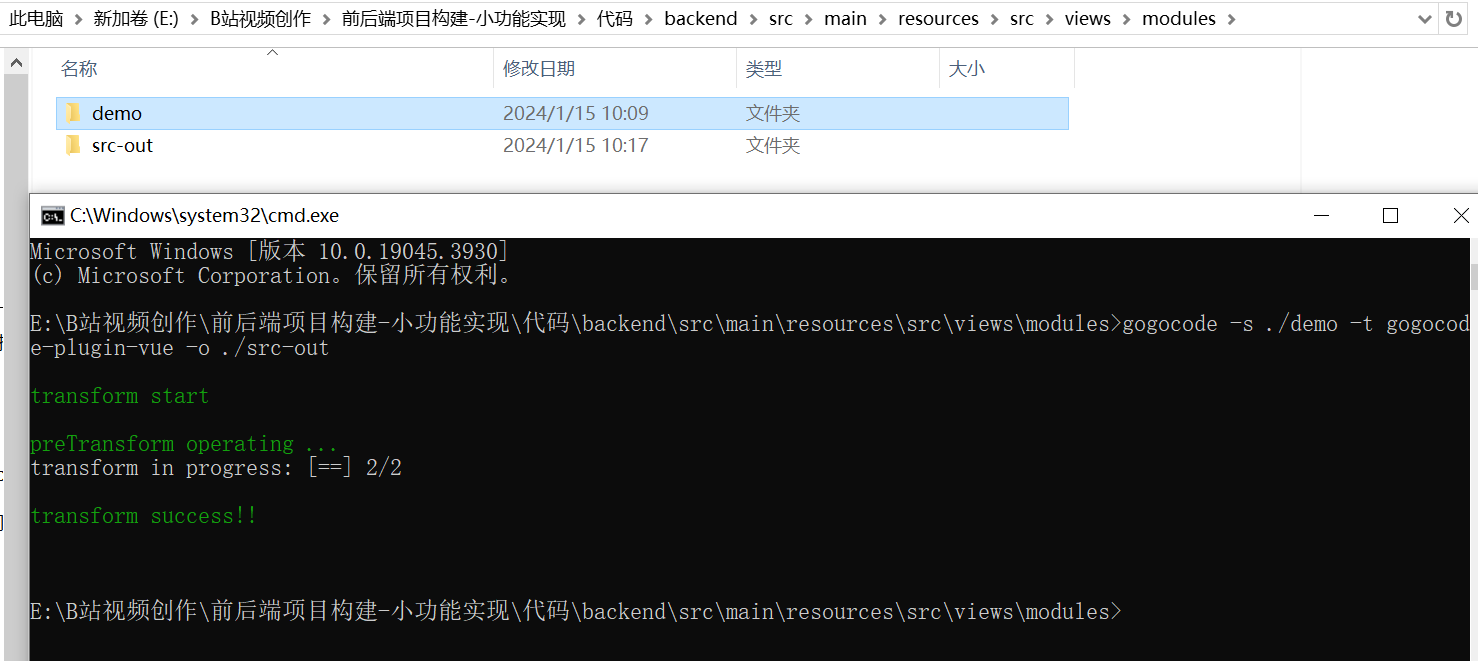 此电脑 > 新加卷 (E:) > B站视频创作 > 前后端项目构建-小功能实现 > 代码 > backend > src > main > resources > src > views > modules >
名称 修改日期 类型 大小
demo 2024/1/15 10:09 文件夹
src-out 2024/1/15 10:17 文件夹
C:\Windows\system32\cmd.exe
Microsoft Windows [版本 10.0.19045.3930]
(c) Microsoft Corporation。保留所有权利。
E:\B站视频创作\前后端项目构建-小功能实现\代码\backend\src\main\resources\src\views\modules>gogocode -s ./demo -t gogocod
e-plugin-vue -o ./src-out
transform start
preTransform operating ...
transform in progress: [==] 2/2
transform success!!
E:\B站视频创作\前后端项目构建-小功能实现\代码\backend\src\main\resources\src\views\modules>